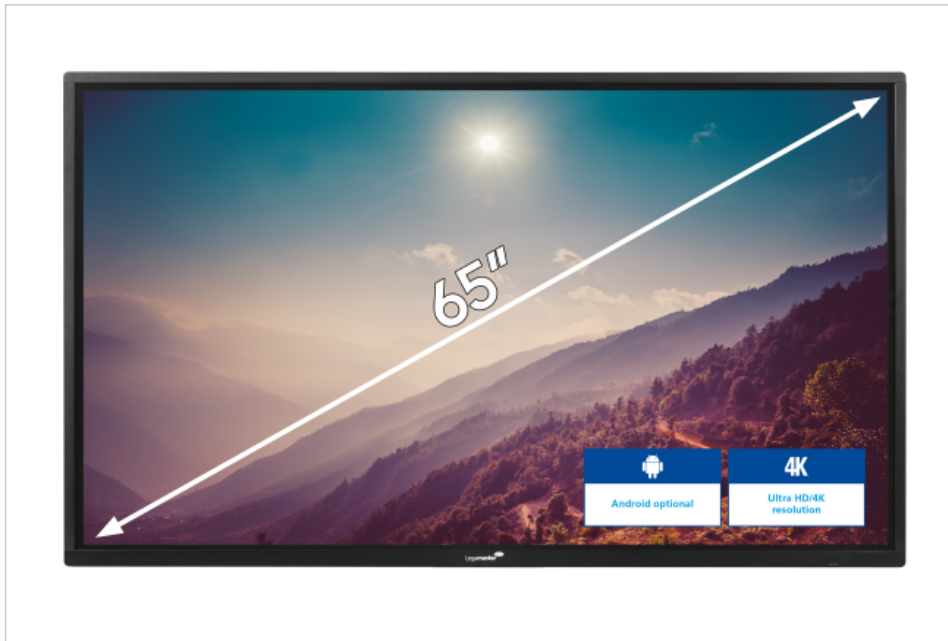 65"
4K
Android optional
Ultra HD/4K
resolution
Legamaster